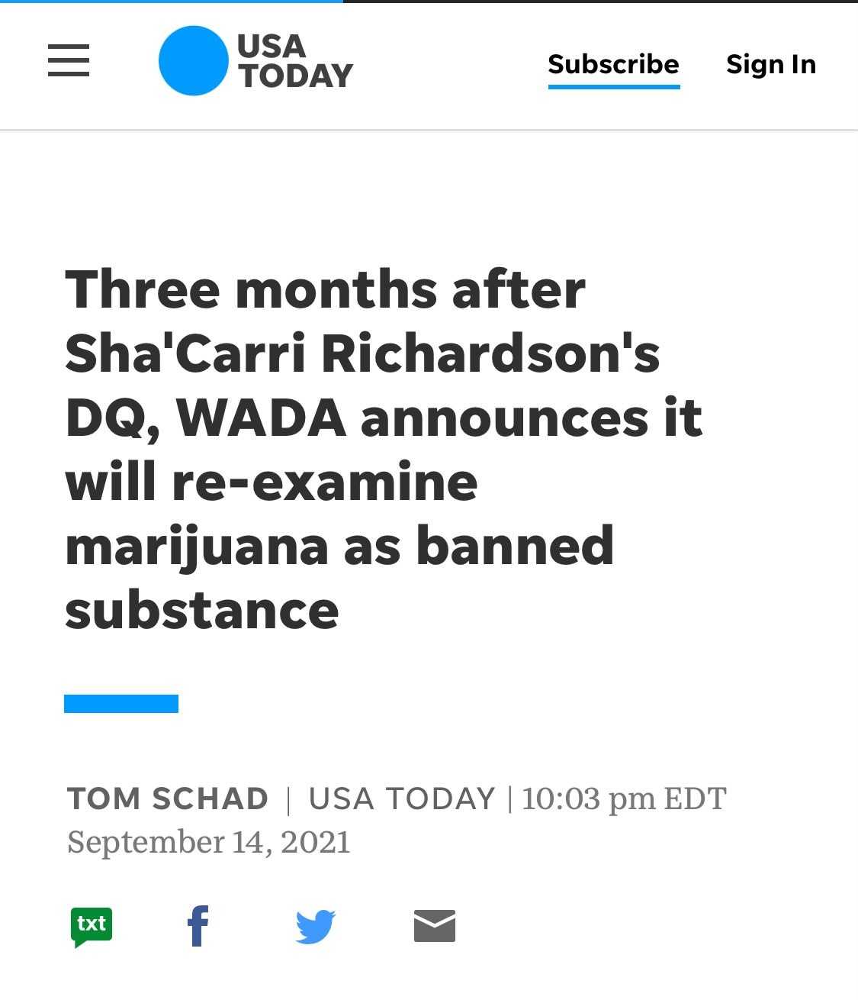 USA
TODAY
Subscribe
Sign In
Three months after
Sha'Carri Richardson's
DQ, WADA announces it
will re-examine
marijuana as banned
substance
TOM SCHAD | USA TODAY | 10:03 pm EDT
September 14, 2021
txt